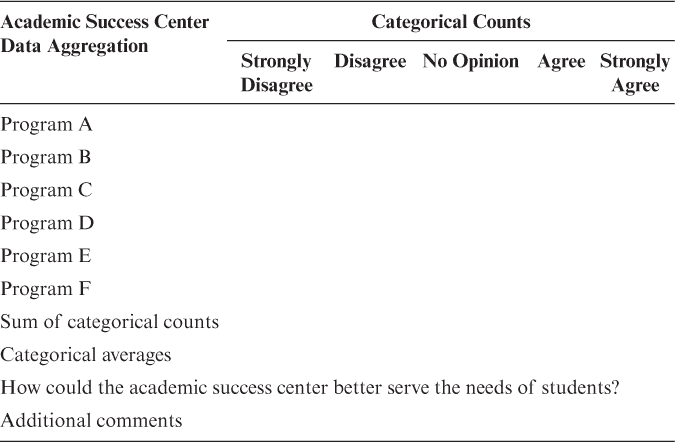 Academic Success Center Categorical Counts
Data Aggregation
Strongly Disagree No Opinion Agree Strongly
Disagree Agree
Program A
Program B
Program C
Program D
Program E
Program F
Sum of categorical counts
Categorical averages
How could the academic success center better serve the needs of students?
Additional comments